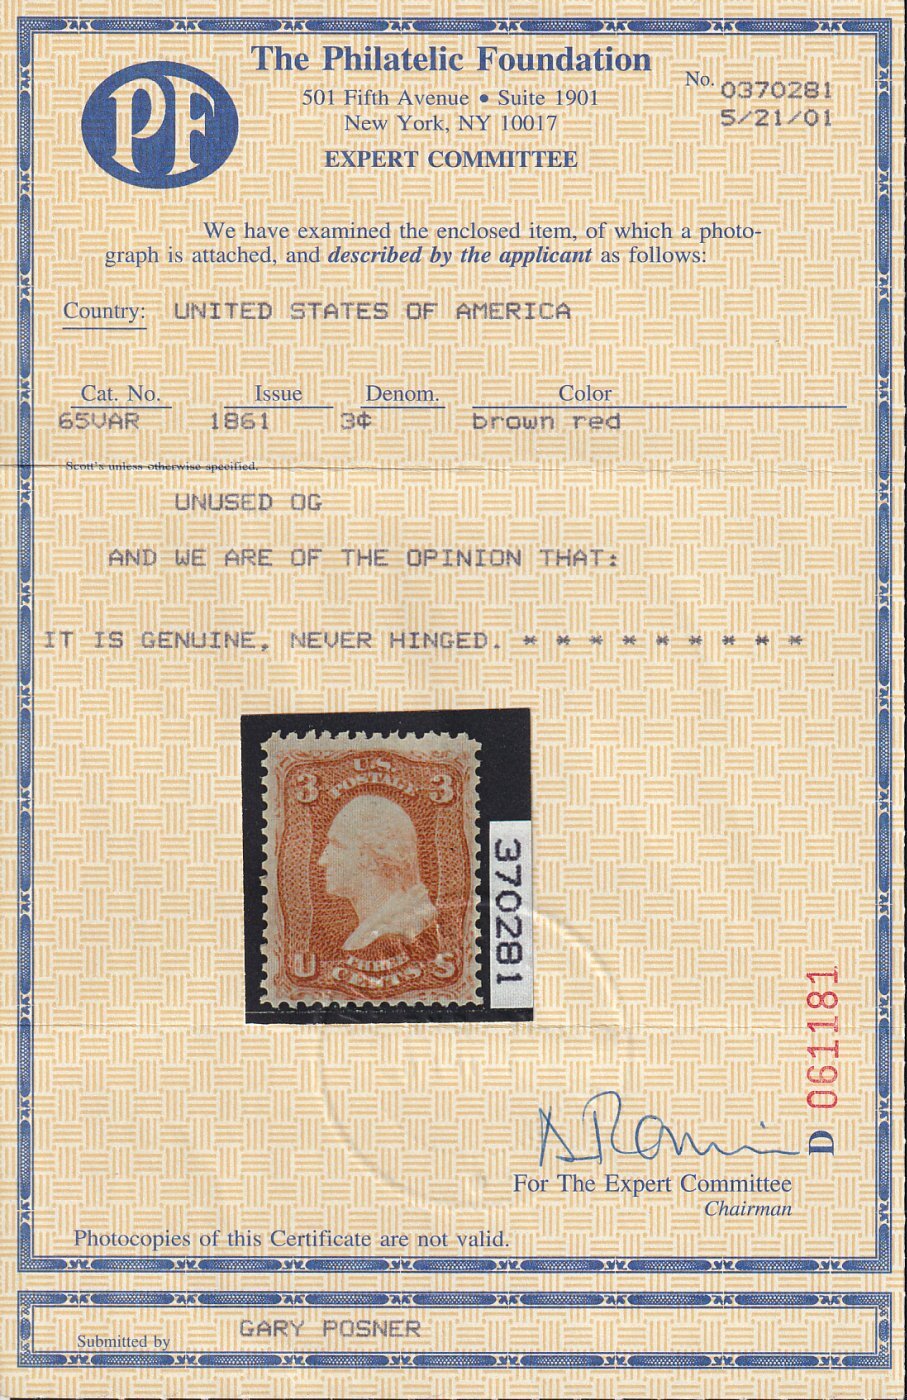 The Philatelic Foundation
PF
501 Fifth Avenue • Suite 1901
New York, NY 10017
EXPERT COMMITTEE
No. 0370281
5/21/01
We have examined the enclosed item, of which a photo-
graph is attached, and described by the applicant as follows:
Country: UNITED STATES OF AMERICA
Cat. No. Issue Denom. Color
65VAR 1861 3¢ brown red
Scott's unless otherwise specified.
UNUSED OG
AND WE ARE OF THE OPINION THAT:
IT IS GENUINE, NEVER HINGED. * * * * * * * * *
U.S.
3 POSTAGE 3
THREE
U CENTS S
370281
D 061181
For The Expert Committee
Chairman
Photocopies of this Certificate are not valid.
Submitted by GARY POSNER